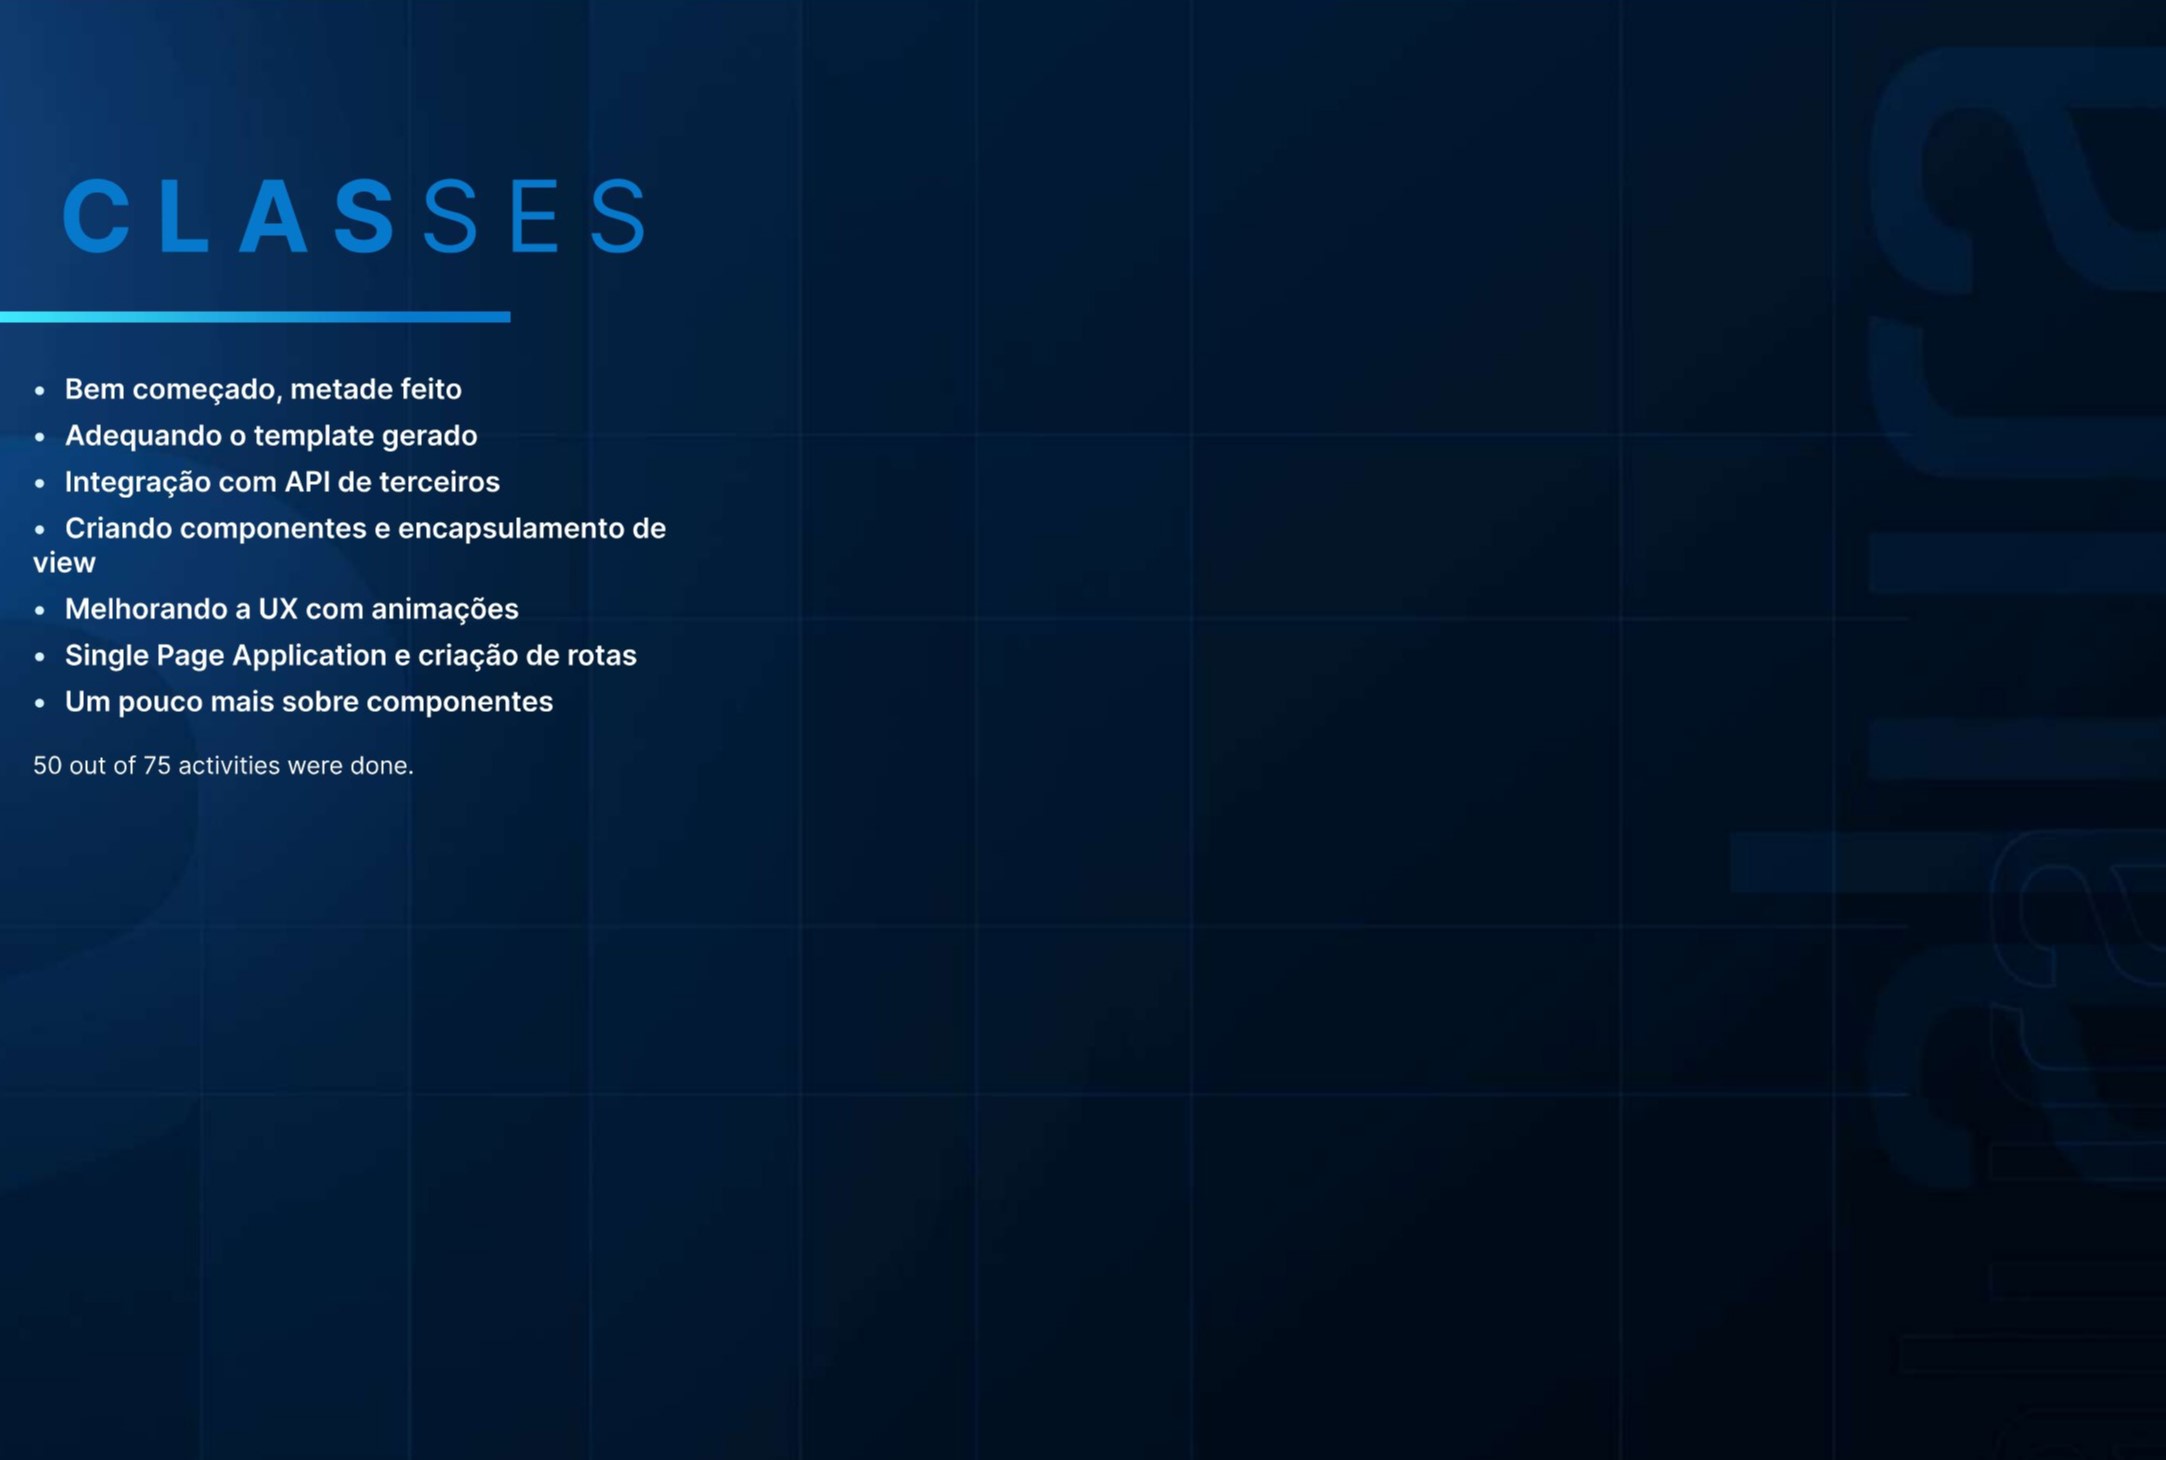 CLASSES
• Bem começado, metade feito
• Adequando o template gerado
• Integração com API de terceiros
• Criando componentes e encapsulamento de
view
• Melhorando a UX com animações
• Single Page Application e criação de rotas
• Um pouco mais sobre componentes
50 out of 75 activities were done.